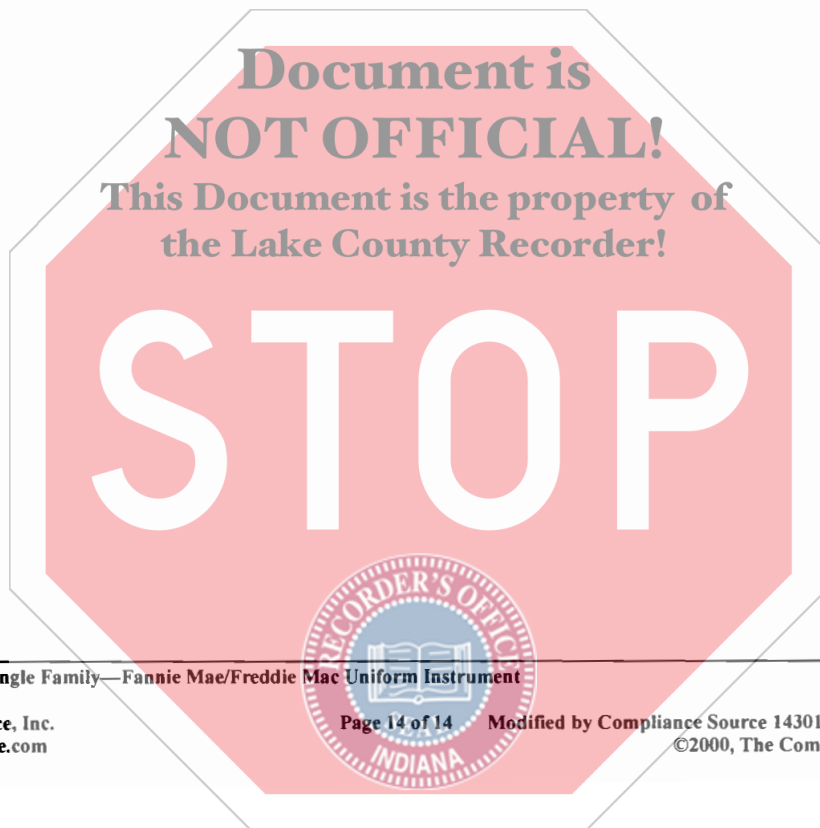 Document is
NOT OFFICIAL!
This Document is the property of
the Lake County Recorder!
STOP
RECORDER'S OFFICE
ngle Family—Fannie Mae/Freddie Mac Uniform Instrument
e, Inc.
Page 14 of 14 Modified by Compliance Source 14301
e.com
©2000, The Com
SEAL
INDIANA